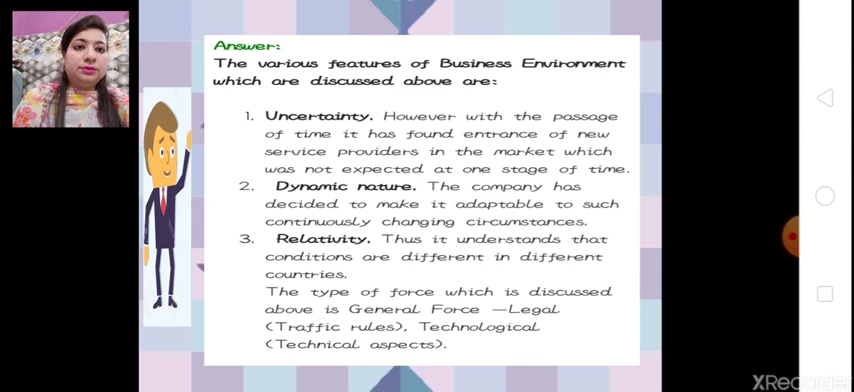 Answer:
The various features of Business Environment
which are discussed above are:
1. Uncertainty. However with the passage
of time it has found entrance of new
service providers in the market which
was not expected at one stage of time.
2. Dynamic nature. The company has
decided to make it adaptable to such
continuously changing circumstances.
3. Relativity. Thus it understands that
conditions are different in different
countries.
The type of force which is discussed
above is General Force —Legal
(Traffic rules), Technological
(Technical aspects).
XRecorder